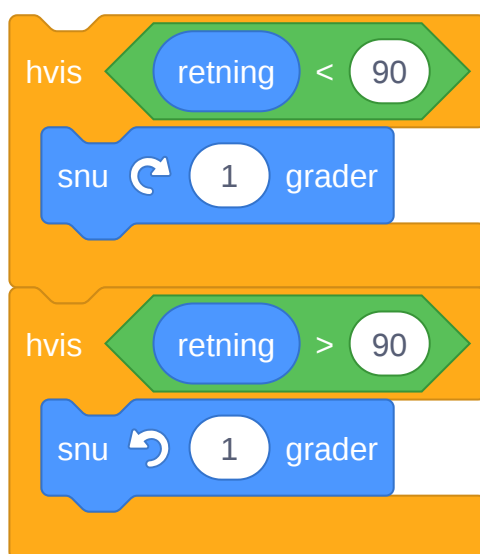 hvis retning < 90
snu 1 grader
hvis retning > 90
snu 1 grader